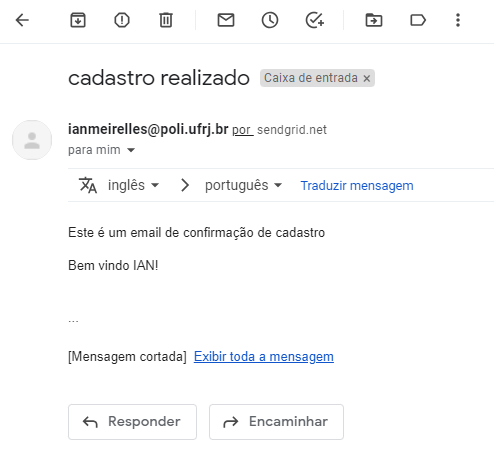 cadastro realizado Caixa de entrada ×
ianmeirelles@poli.ufrj.br por sendgrid.net
para mim
inglês português Traduzir mensagem
Este é um email de confirmação de cadastro
Bem vindo IAN!
...
[Mensagem cortada] Exibir toda a mensagem
Responder Encaminhar